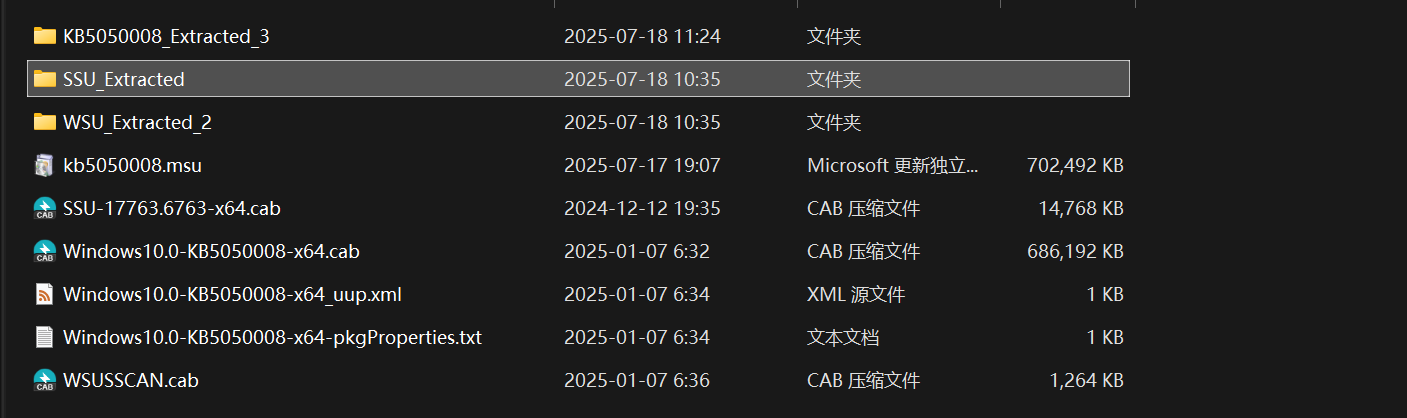 KB5050008_Extracted_3 2025-07-18 11:24 文件夹
SSU_Extracted 2025-07-18 10:35 文件夹
WSU_Extracted_2 2025-07-18 10:35 文件夹
kb5050008.msu 2025-07-17 19:07 Microsoft 更新独立... 702,492 KB
SSU-17763.6763-x64.cab 2024-12-12 19:35 CAB 压缩文件 14,768 KB
Windows10.0-KB5050008-x64.cab 2025-01-07 6:32 CAB 压缩文件 686,192 KB
Windows10.0-KB5050008-x64_uup.xml 2025-01-07 6:34 XML 源文件 1 KB
Windows10.0-KB5050008-x64-pkgProperties.txt 2025-01-07 6:34 文本文档 1 KB
WSUSSCAN.cab 2025-01-07 6:36 CAB 压缩文件 1,264 KB